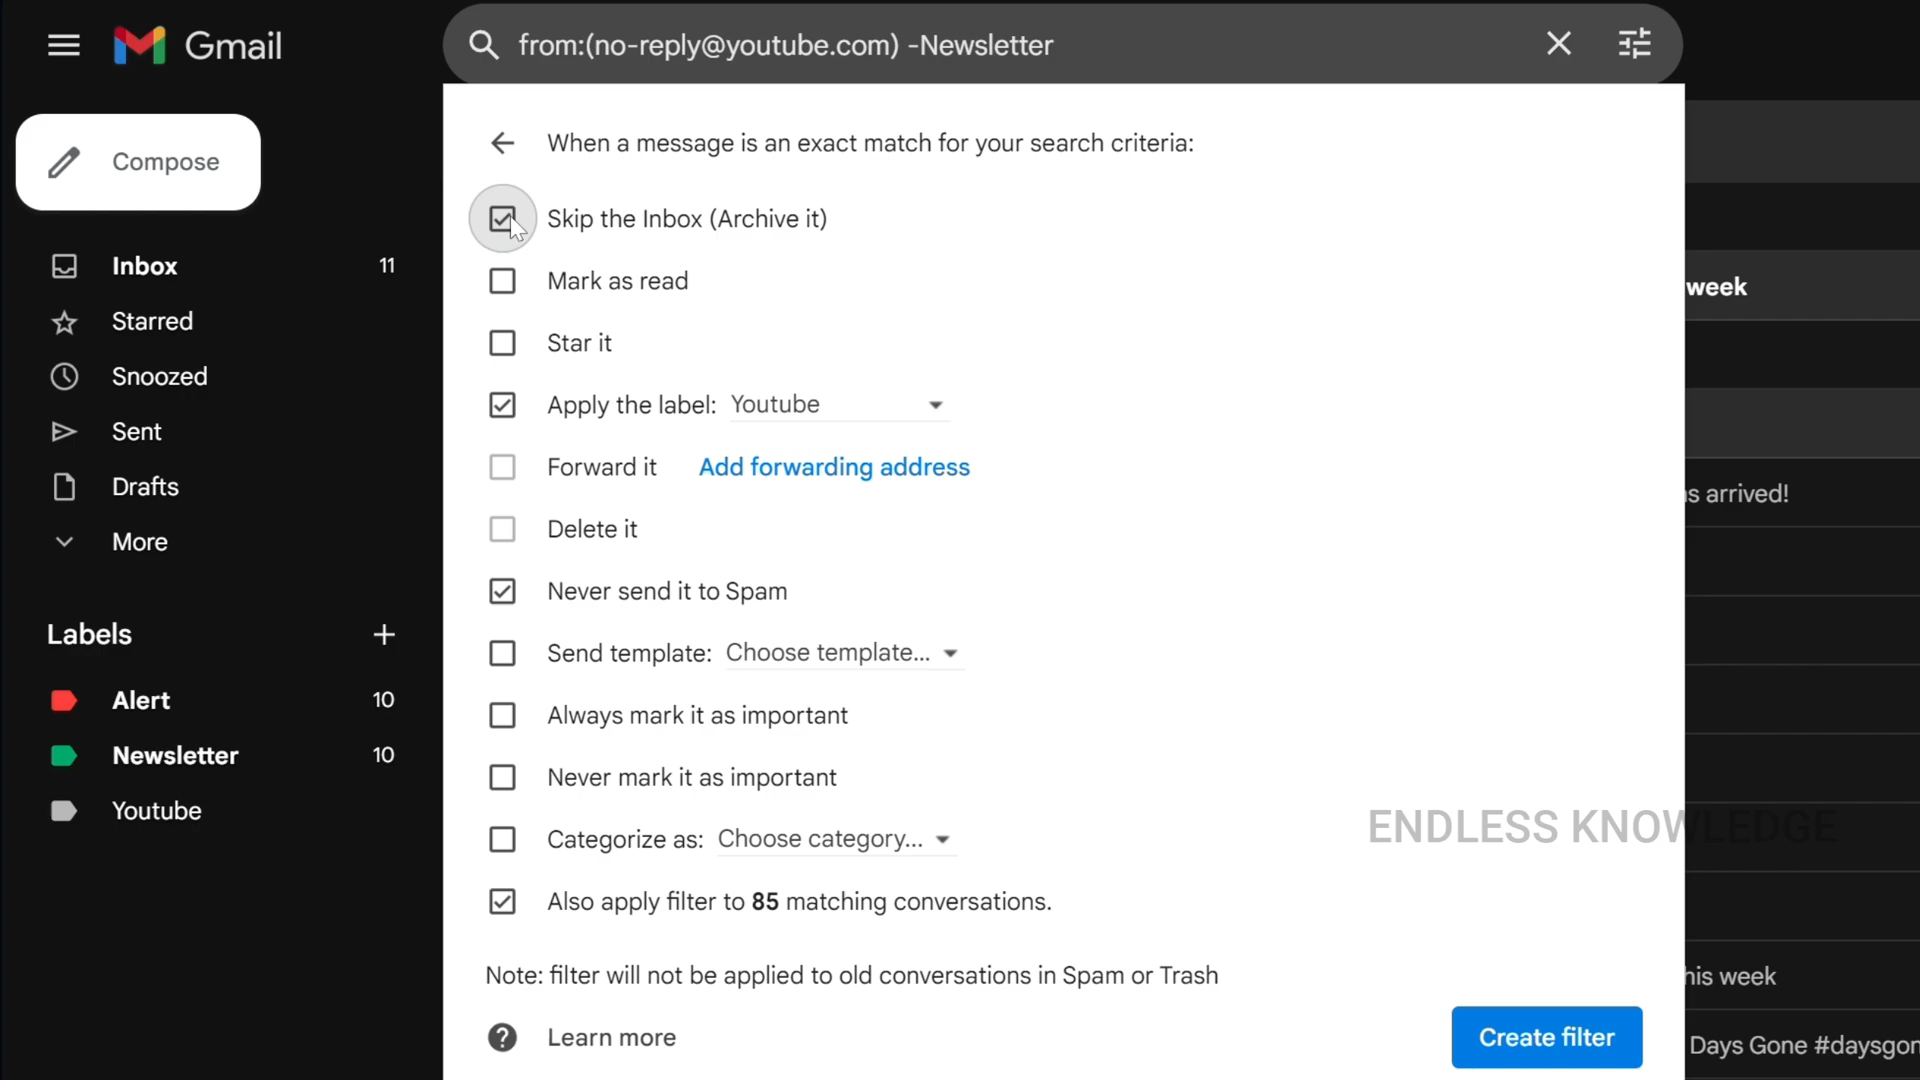 Gmail
from:(no-reply@youtube.com) -Newsletter
Compose
Inbox 11
Starred
Snoozed
Sent
Drafts
More
Labels
Alert 10
Newsletter 10
Youtube
When a message is an exact match for your search criteria:
Skip the Inbox (Archive it)
Mark as read
Star it
Apply the label: Youtube
Forward it Add forwarding address
Delete it
Never send it to Spam
Send template: Choose template...
Always mark it as important
Never mark it as important
Categorize as: Choose category...
Also apply filter to 85 matching conversations.
Note: filter will not be applied to old conversations in Spam or Trash
Learn more
Create filter
week
arrived!
ENDLESS KNOWLEDGE
week
Days Gone